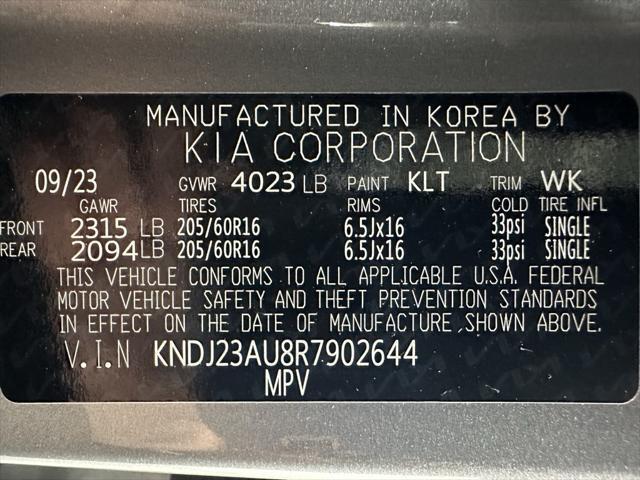 MANUFACTURED IN KOREA BY
KIA CORPORATION
09/23 GVWR 4023 LB PAINT KLT TRIM WK
GAWR TIRES RIMS COLD TIRE INFL
FRONT 2315 LB 205/60R16 6.5Jx16 33psi SINGLE
REAR 2094 LB 205/60R16 6.5Jx16 33psi SINGLE
THIS VEHICLE CONFORMS TO ALL APPLICABLE U.S.A. FEDERAL
MOTOR VEHICLE SAFETY AND THEFT PREVENTION STANDARDS
IN EFFECT ON THE DATE OF MANUFACTURE,SHOWN ABOVE.
V.I.N KNDJ23AU8R7902644
MPV